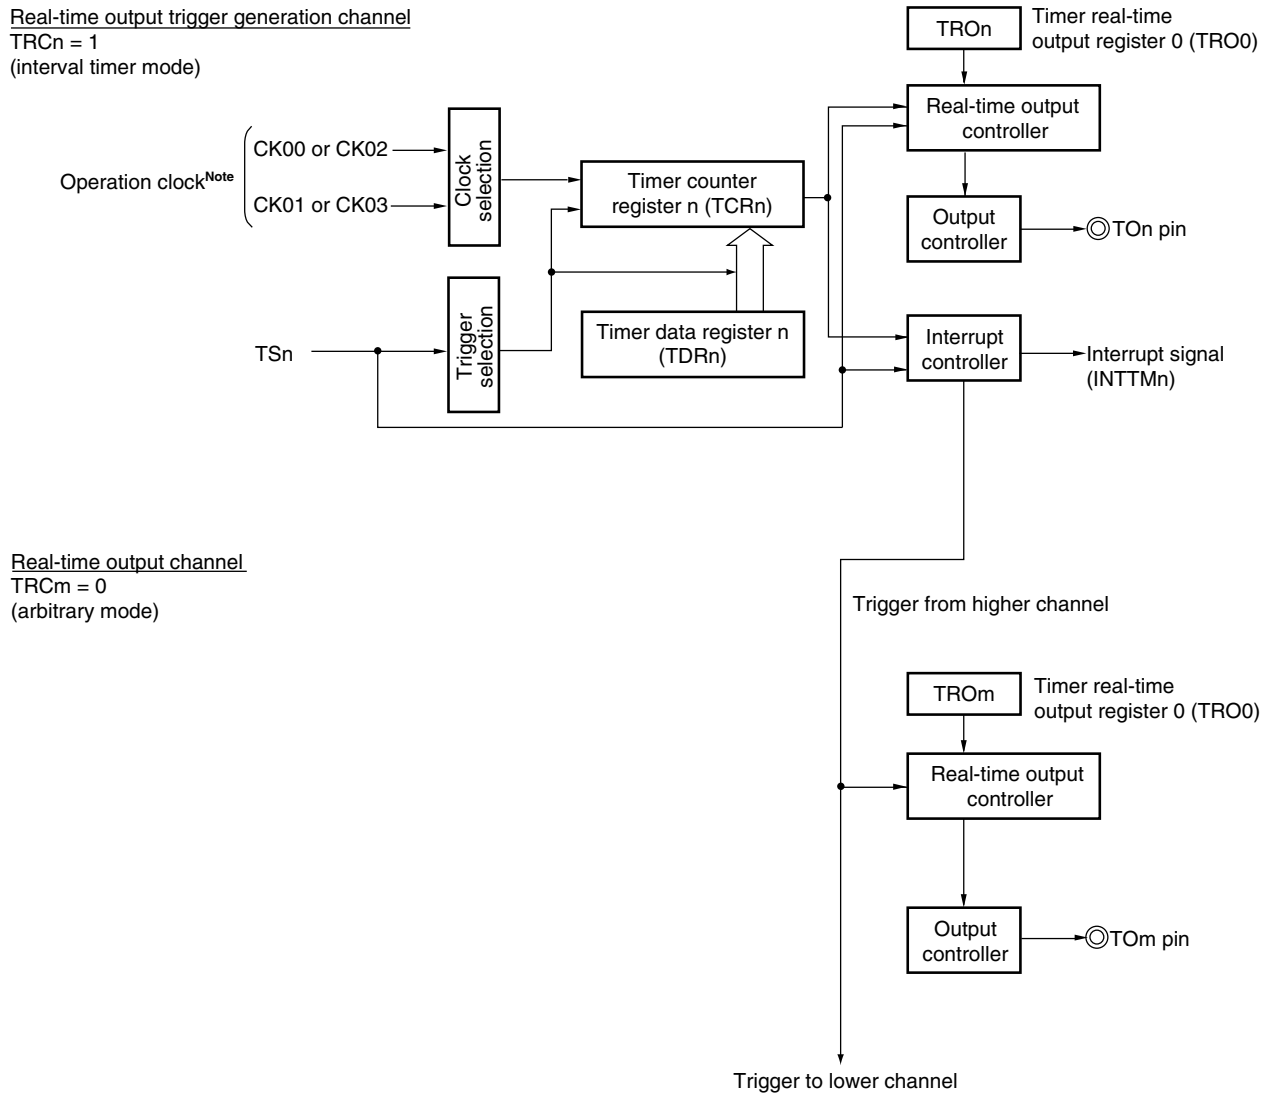 Real-time output trigger generation channel
TRCn = 1
(interval timer mode)
TROn
Timer real-time
output register 0 (TRO0)
Real-time output
controller
Operation clockNote
CK00 or CK02
CK01 or CK03
Clock
selection
Timer counter
register n (TCRn)
Output
controller
TOn pin
TSn
Trigger
selection
Timer data register n
(TDRn)
Interrupt
controller
Interrupt signal
(INTTMn)
Real-time output channel
TRCm = 0
(arbitrary mode)
Trigger from higher channel
TROm
Timer real-time
output register 0 (TRO0)
Real-time output
controller
Output
controller
TOm pin
Trigger to lower channel